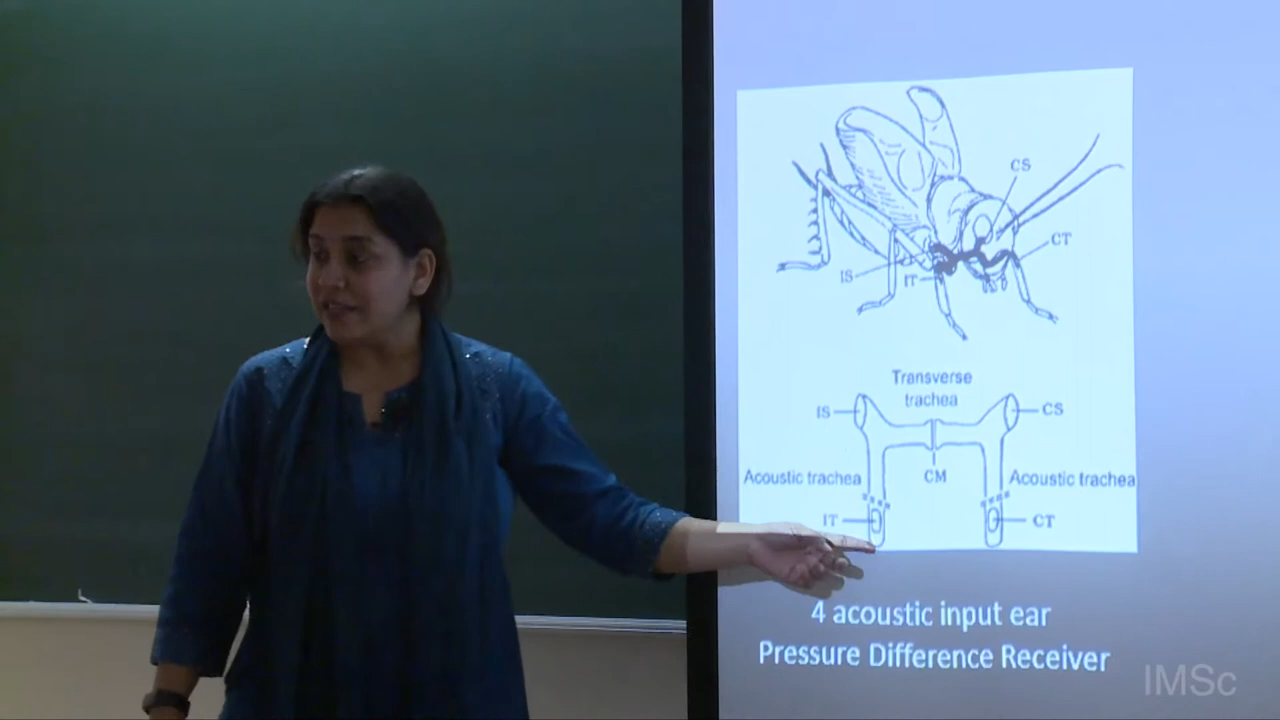 CS
CT
IS
IT
Transverse
trachea
IS
CS
Acoustic trachea
CM
Acoustic trachea
IT
CT
4 acoustic input ear
Pressure Difference Receiver
IMSc